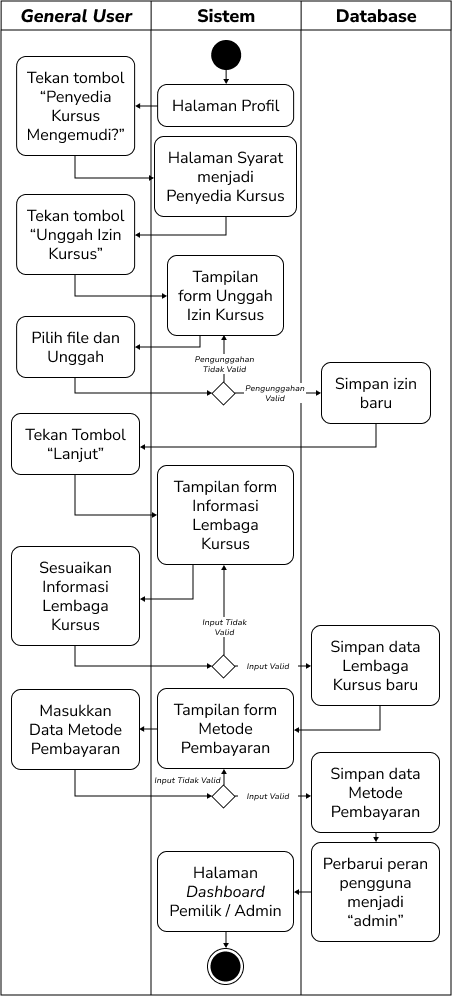 General User
Sistem
Database
Tekan tombol
“Penyedia
Kursus
Mengemudi?”
Halaman Profil
Halaman Syarat
menjadi
Penyedia Kursus
Tekan tombol
“Unggah Izin
Kursus”
Tampilan
form Unggah
Izin Kursus
Pilih file dan
Unggah
Pengunggahan
Tidak Valid
Pengunggahan
Valid
Simpan izin
baru
Tekan Tombol
“Lanjut”
Tampilan form
Informasi
Lembaga
Kursus
Sesuaikan
Informasi
Lembaga
Kursus
Input Tidak
Valid
Input Valid
Simpan data
Lembaga
Kursus baru
Masukkan
Data Metode
Pembayaran
Tampilan form
Metode
Pembayaran
Input Tidak Valid
Input Valid
Simpan data
Metode
Pembayaran
Perbarui peran
pengguna
menjadi
“admin”
Halaman
Dashboard
Pemilik / Admin